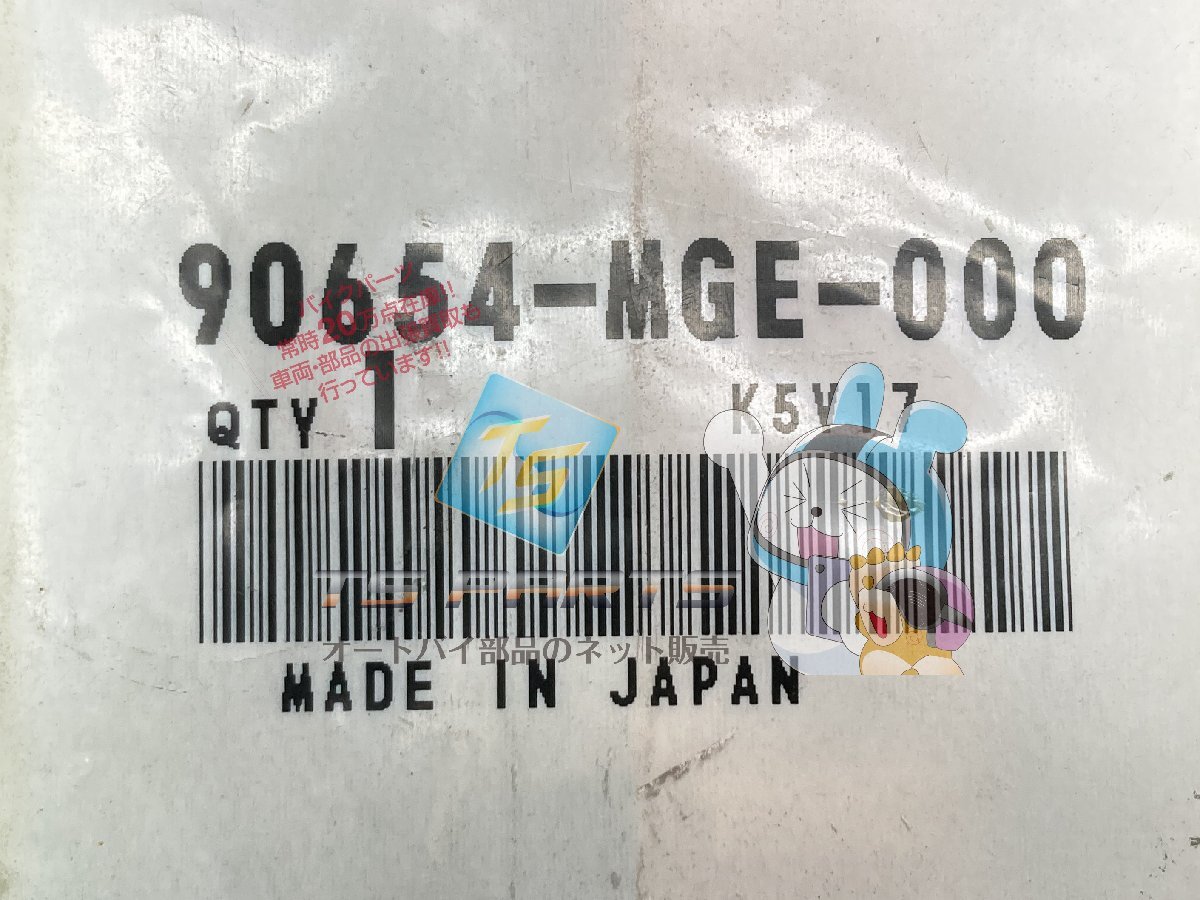 90654-MGE-000
バイクパーツ
常時20万点在庫!!
車両・部品の出張買取も
行っています!!
QTY 1
K5Y17
TS
TS PARTS
オートバイ部品のネット販売
MADE IN JAPAN